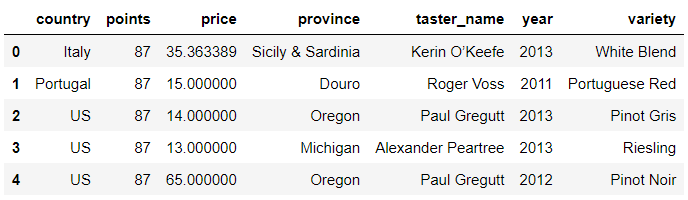 country points price province taster_name year variety
0 Italy 87 35.363389 Sicily & Sardinia Kerin O’Keefe 2013 White Blend
1 Portugal 87 15.000000 Douro Roger Voss 2011 Portuguese Red
2 US 87 14.000000 Oregon Paul Gregutt 2013 Pinot Gris
3 US 87 13.000000 Michigan Alexander Peartree 2013 Riesling
4 US 87 65.000000 Oregon Paul Gregutt 2012 Pinot Noir